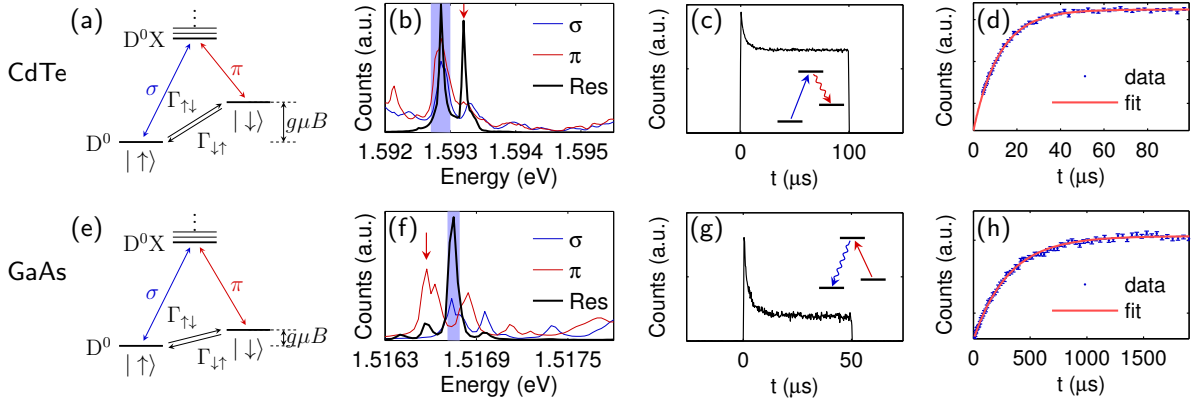 CdTe
(a)
D⁰X
σ
π
Γ↑↓
Γ↓↑
|↓⟩
gμB
D⁰
|↑⟩
(b)
σ
π
Res
Counts (a.u.)
1.592 1.593 1.594 1.595
Energy (eV)
(c)
Counts (a.u.)
0 100
t (μs)
(d)
data
fit
Counts (a.u.)
0 20 40 60 80
t (μs)
GaAs
(e)
D⁰X
σ
π
Γ↑↓
Γ↓↑
|↓⟩
gμB
D⁰
|↑⟩
(f)
σ
π
Res
Counts (a.u.)
1.5163 1.5169 1.5175
Energy (eV)
(g)
Counts (a.u.)
0 50
t (μs)
(h)
data
fit
Counts (a.u.)
0 500 1000 1500
t (μs)